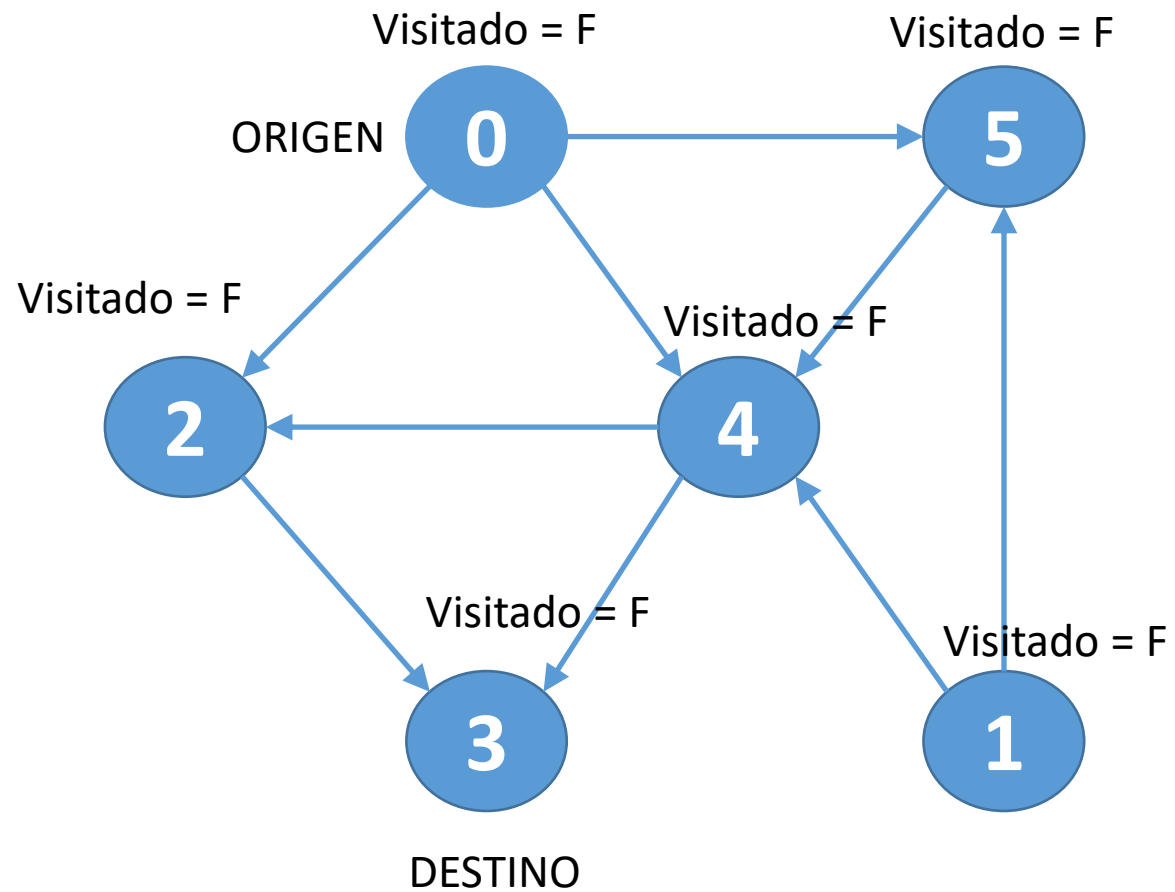 Visitado = F
Visitado = F
ORIGEN
0
5
Visitado = F
Visitado = F
2
4
Visitado = F
Visitado = F
3
1
DESTINO